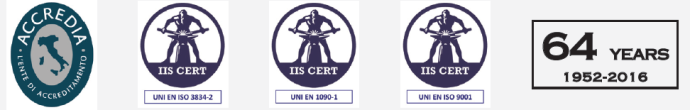 ACCREDIA
L'ENTE DI ACCREDITAMENTO
IIS CERT
UNI EN ISO 3834-2
IIS CERT
UNI EN 1090-1
IIS CERT
UNI EN ISO 9001
64 YEARS
1952-2016